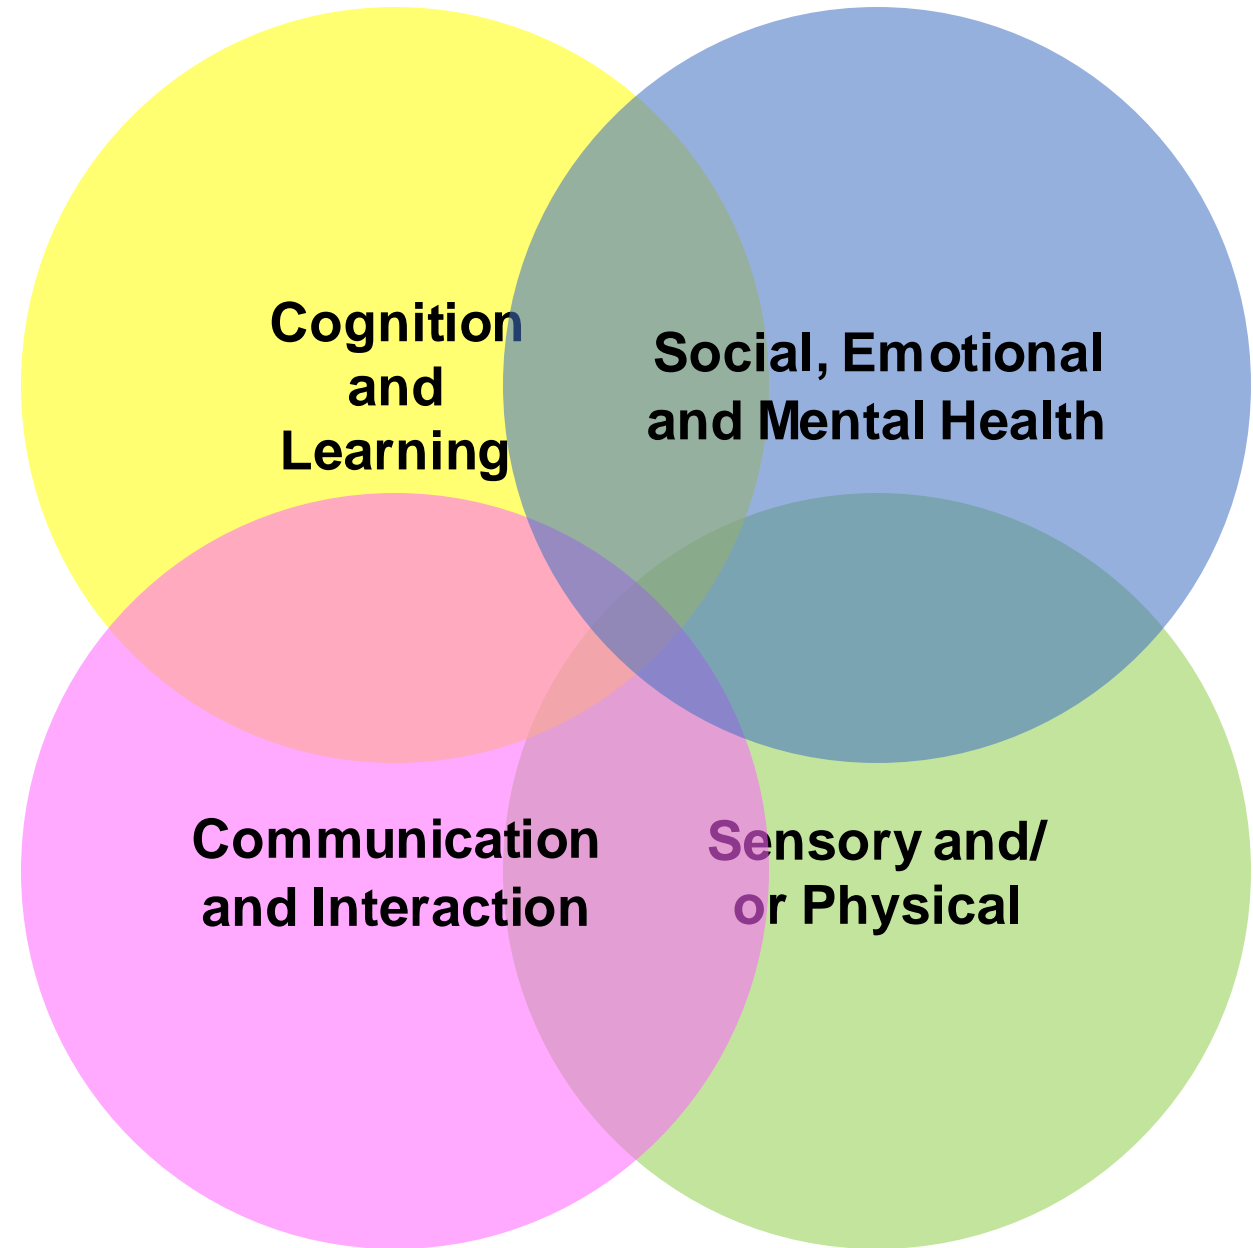 Cognition
and
Learning
Social, Emotional
and Mental Health
Communication
and Interaction
Sensory and/
or Physical